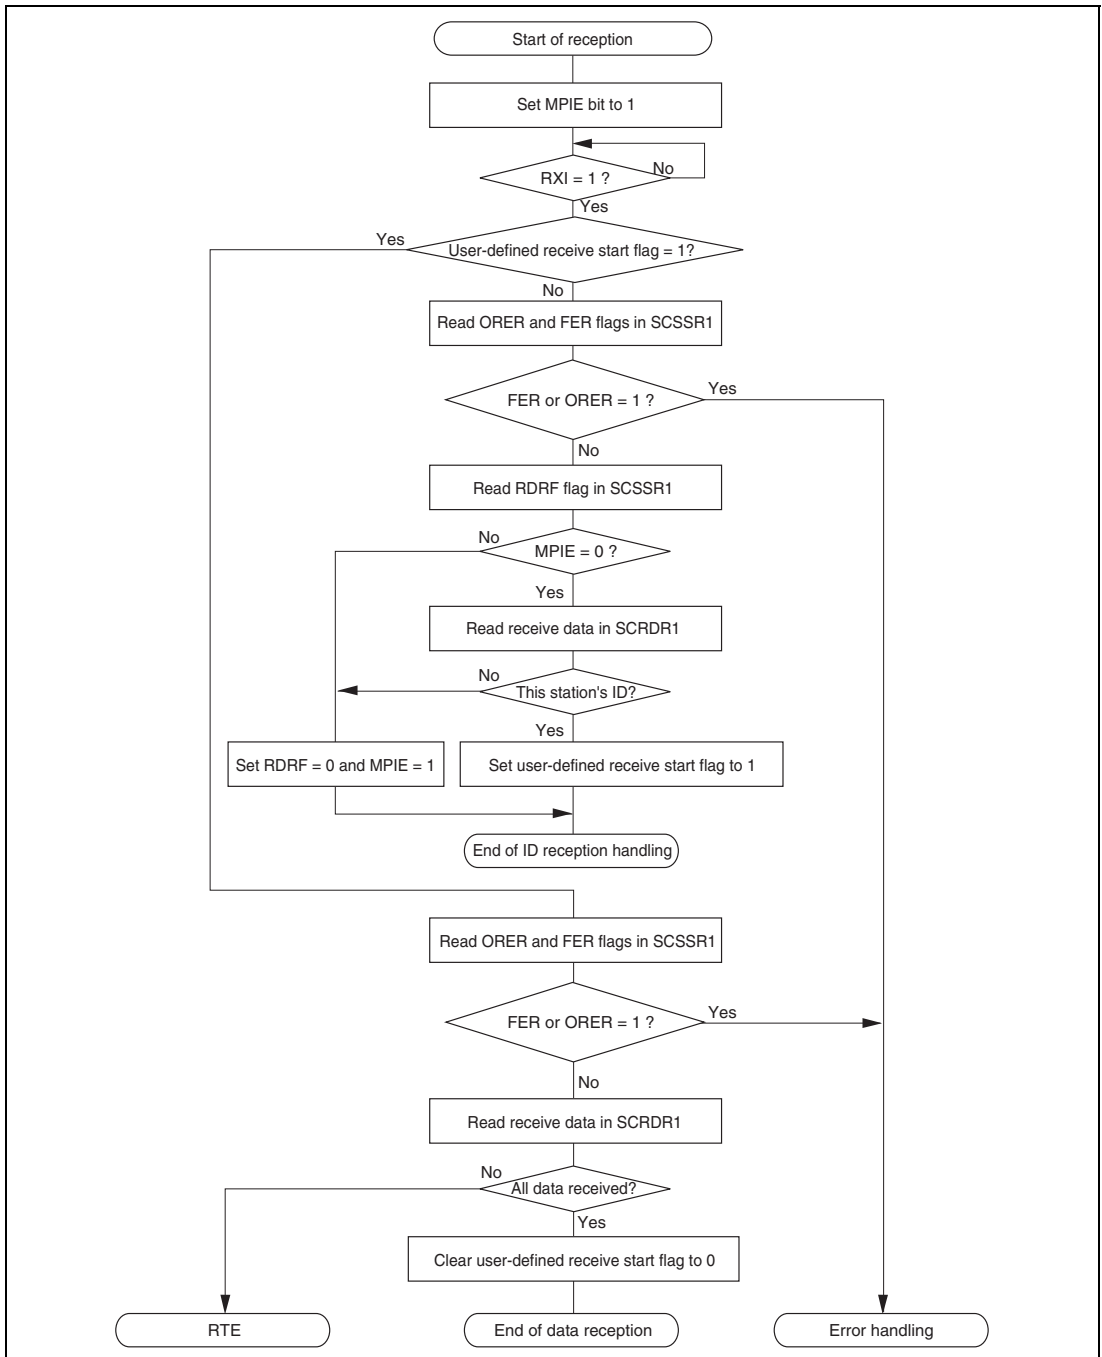 Start of reception
Set MPIE bit to 1
RXI = 1 ?
No
Yes
User-defined receive start flag = 1?
Yes
No
Read ORER and FER flags in SCSSR1
FER or ORER = 1 ?
Yes
No
Read RDRF flag in SCSSR1
No
MPIE = 0 ?
Yes
Read receive data in SCRDR1
No
This station's ID?
Yes
Set RDRF = 0 and MPIE = 1
Set user-defined receive start flag to 1
End of ID reception handling
Read ORER and FER flags in SCSSR1
FER or ORER = 1 ?
Yes
No
Read receive data in SCRDR1
No
All data received?
Yes
Clear user-defined receive start flag to 0
RTE
End of data reception
Error handling